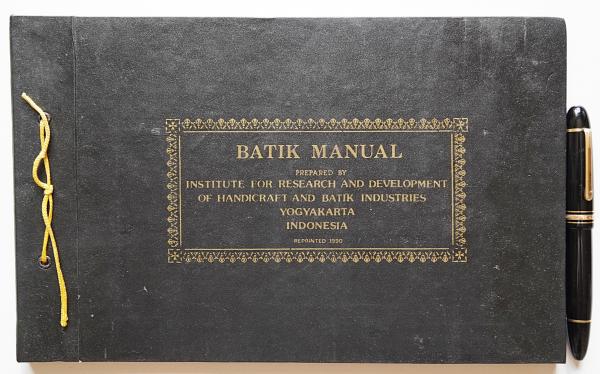 BATIK MANUAL
PREPARED BY
INSTITUTE FOR RESEARCH AND DEVELOPMENT
OF HANDICRAFT AND BATIK INDUSTRIES
YOGYAKARTA
INDONESIA
REPRINTED 1990